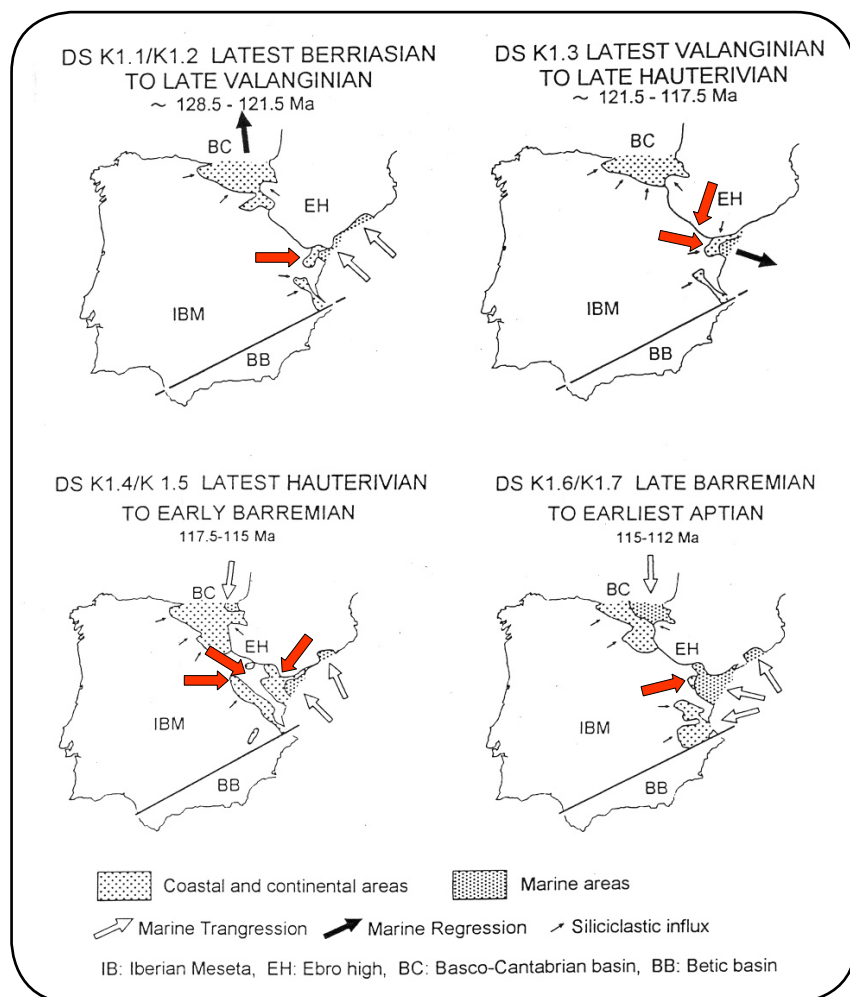 DS K1.1/K1.2 LATEST BERRIASIAN
TO LATE VALANGINIAN
~ 128.5 - 121.5 Ma
BC
EH
IBM
BB
DS K1.3 LATEST VALANGINIAN
TO LATE HAUTERIVIAN
~ 121.5 - 117.5 Ma
BC
EH
IBM
BB
DS K1.4/K 1.5 LATEST HAUTERIVIAN
TO EARLY BARREMIAN
117.5-115 Ma
BC
EH
IBM
BB
DS K1.6/K1.7 LATE BARREMIAN
TO EARLIEST APTIAN
115-112 Ma
BC
EH
IBM
BB
Coastal and continental areas
Marine areas
Marine Trangression
Marine Regression
Siliciclastic influx
IB: Iberian Meseta, EH: Ebro high, BC: Basco-Cantabrian basin, BB: Betic basin